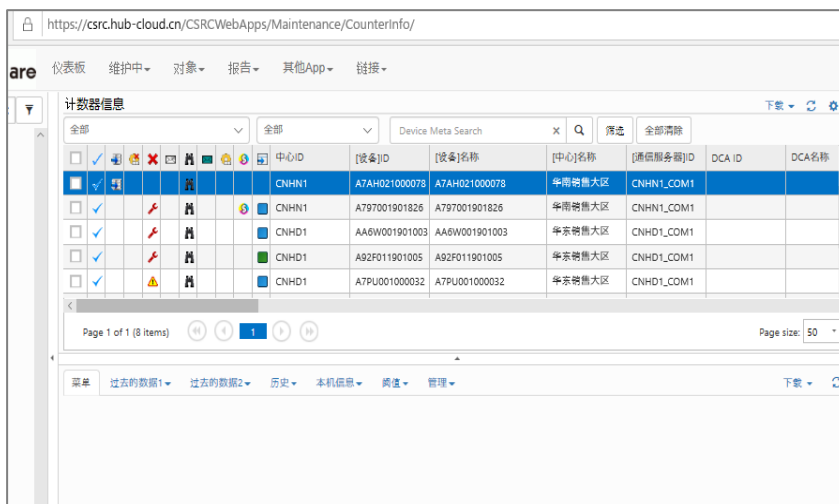 https://csrc.hub-cloud.cn/CSRCWebApps/Maintenance/CounterInfo/
are 仪表板 维护中 对象 报告 其他App 链接
计数器信息 下载
全部 全部 Device Meta Search x 筛选 全部清除
中心ID [设备]ID [设备]名称 [中心]名称 [通信服务器]ID DCA ID DCA名称
CNHN1 A7AH021000078 A7AH021000078 华南销售大区 CNHN1_COM1
CNHN1 A797001901826 A797001901826 华南销售大区 CNHN1_COM1
CNHD1 AA6W001901003 AA6W001901003 华东销售大区 CNHD1_COM1
CNHD1 A92F011901005 A92F011901005 华东销售大区 CNHD1_COM1
CNHD1 A7PU001000032 A7PU001000032 华东销售大区 CNHD1_COM1
Page 1 of 1 (8 items) 1 Page size: 50
菜单 过去的数据1 过去的数据2 历史 本机信息 阈值 管理 下载